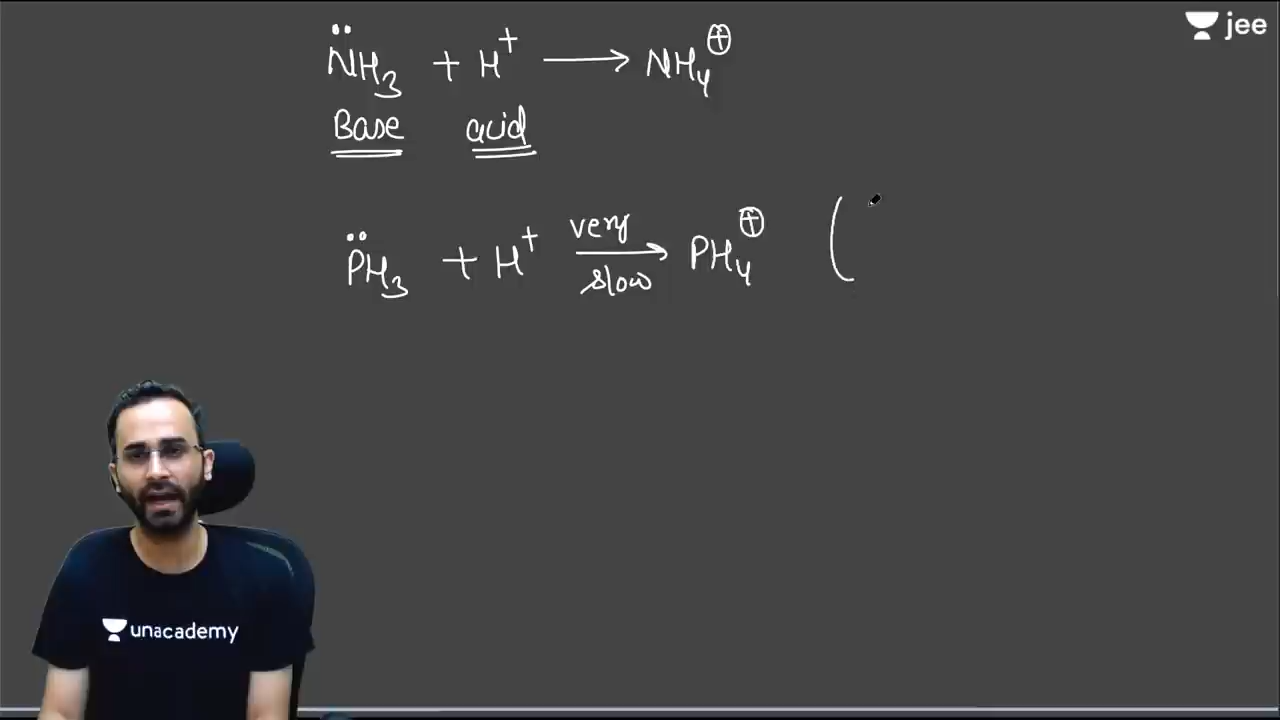 jee
N̈H₃ + H⁺ ⟶ NH₄⊕
Base acid
very
P̈H₃ + H⁺ ⟶ PH₄⊕ (
slow
unacademy